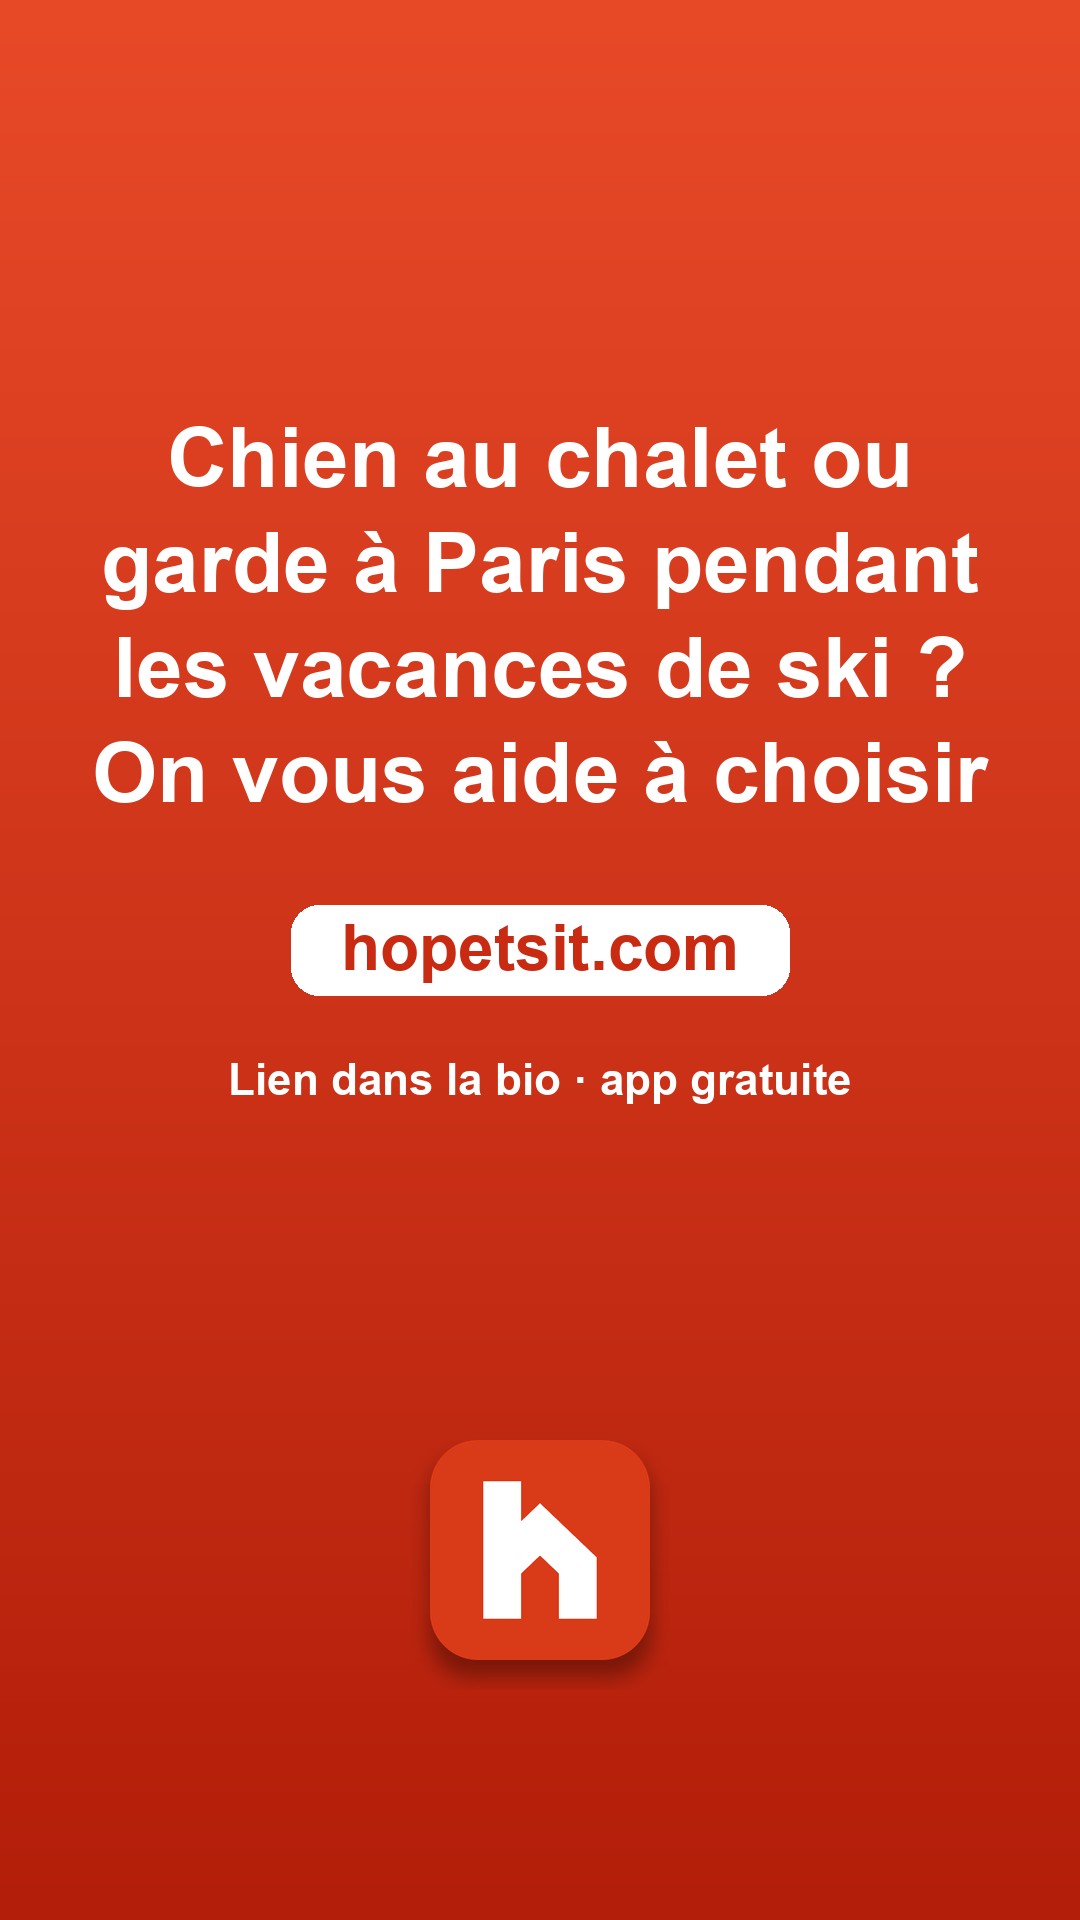 Chien au chalet ou
garde à Paris pendant
les vacances de ski ?
On vous aide à choisir
hopetsit.com
Lien dans la bio · app gratuite